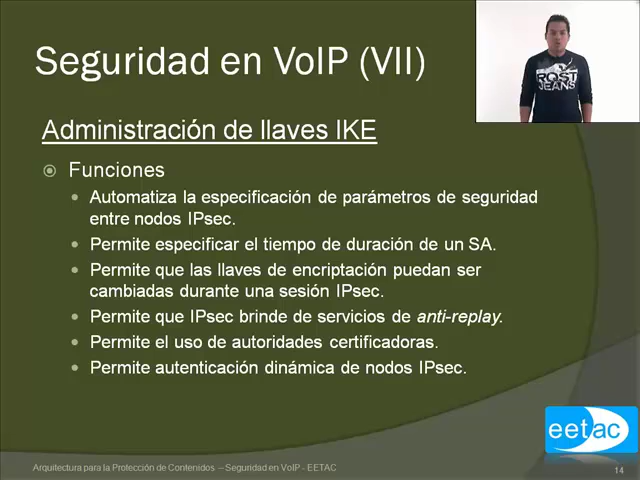 Seguridad en VoIP (VII)
RQST
JEANS
Administración de llaves IKE
Funciones
Automatiza la especificación de parámetros de seguridad
entre nodos IPsec.
Permite especificar el tiempo de duración de un SA.
Permite que las llaves de encriptación puedan ser
cambiadas durante una sesión IPsec.
Permite que IPsec brinde de servicios de anti-replay.
Permite el uso de autoridades certificadoras.
Permite autenticación dinámica de nodos IPsec.
eetac
Arquitectura para la Protección de Contenidos – Seguridad en VoIP - EETAC
14